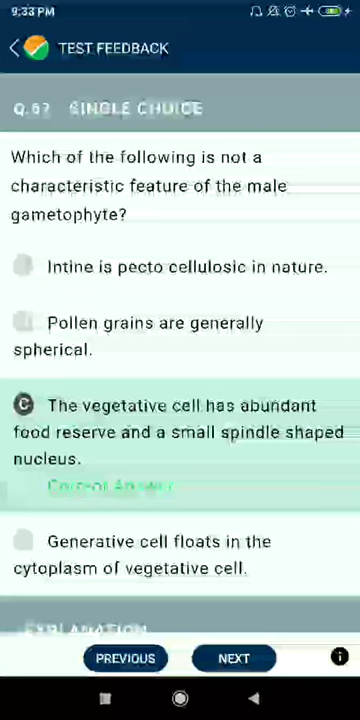 9:33 PM
TEST FEEDBACK
Q.67 SINGLE CHOICE
Which of the following is not a
characteristic feature of the male
gametophyte?
Intine is pecto cellulosic in nature.
Pollen grains are generally
spherical.
C The vegetative cell has abundant
food reserve and a small spindle shaped
nucleus.
Correct Answer
Generative cell floats in the
cytoplasm of vegetative cell.
EXPLANATION
PREVIOUS
NEXT